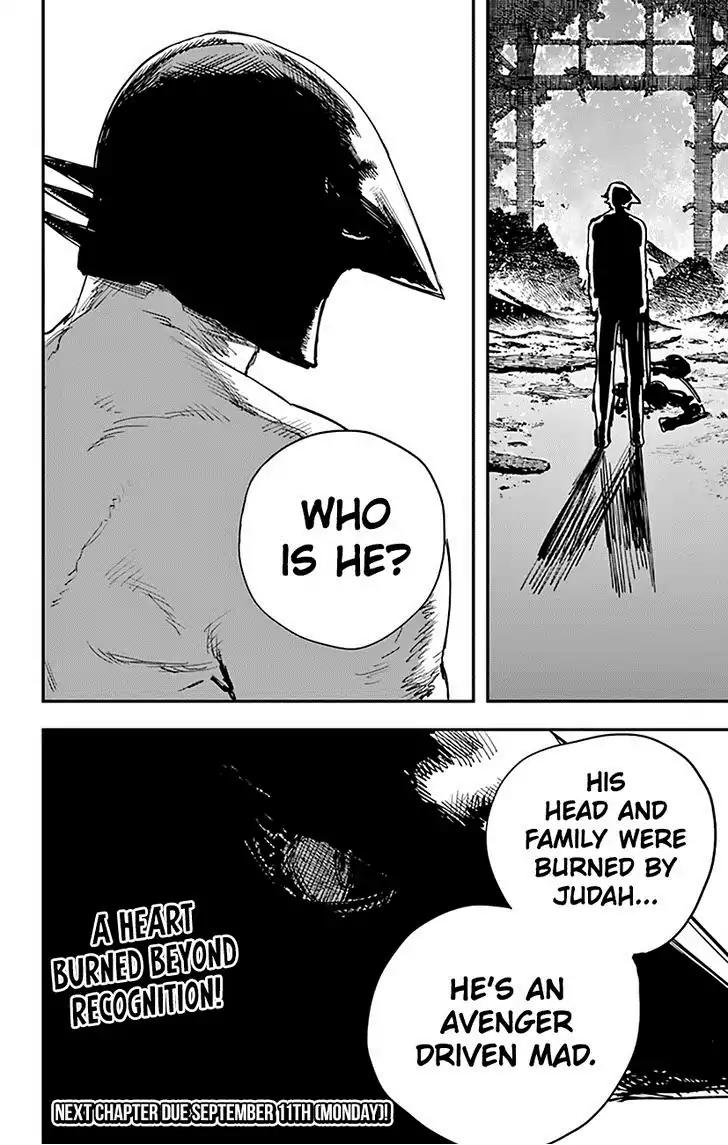 WHO
IS HE?
HIS
HEAD AND
FAMILY WERE
BURNED BY
JUDAH...
HE'S AN
AVENGER
DRIVEN MAD.
A HEART
BURNED BEYOND
RECOGNITION!
NEXT CHAPTER DUE SEPTEMBER 11TH (MONDAY)!